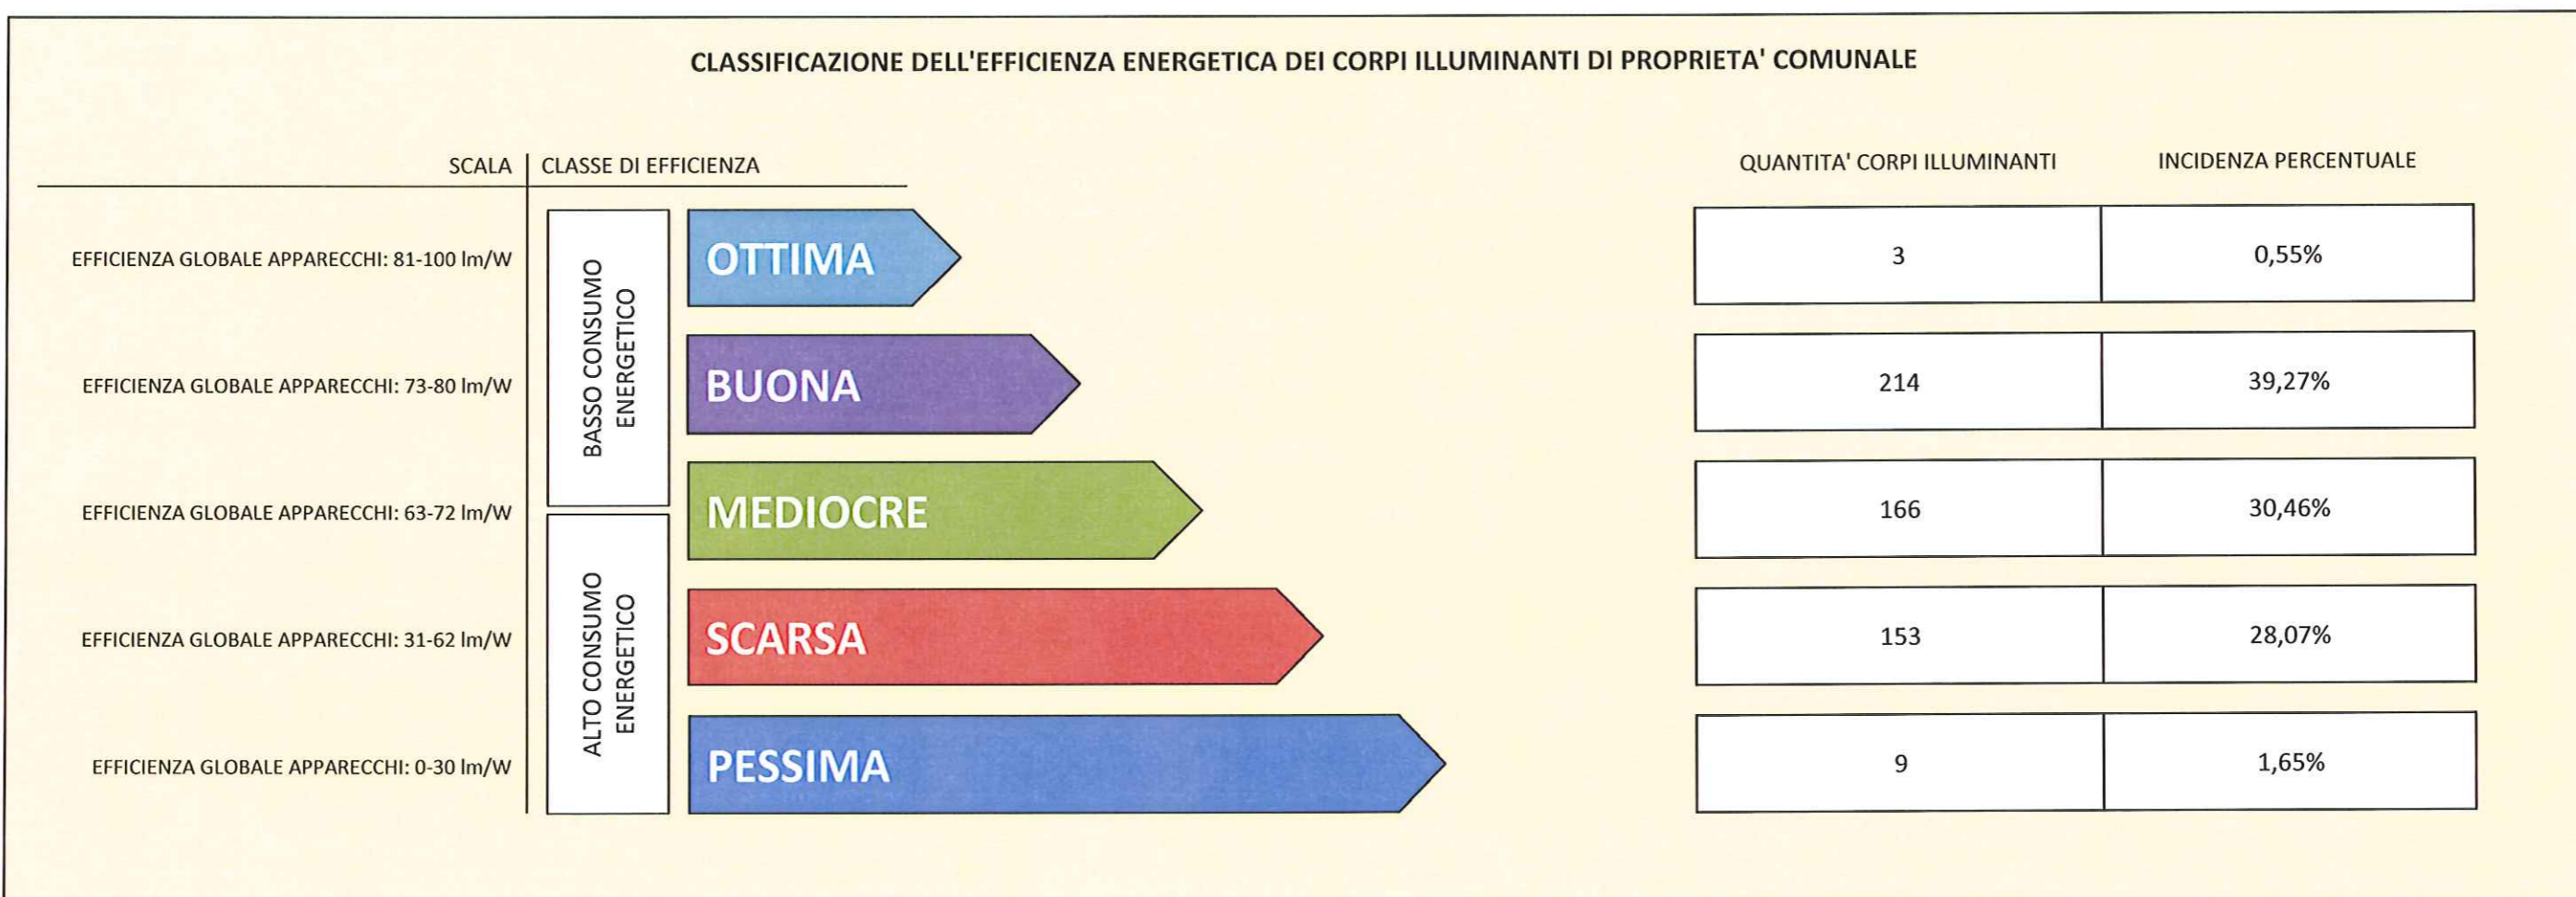 CLASSIFICAZIONE DELL'EFFICIENZA ENERGETICA DEI CORPI ILLUMINANTI DI PROPRIETA' COMUNALE
SCALA CLASSE DI EFFICIENZA QUANTITA' CORPI ILLUMINANTI INCIDENZA PERCENTUALE
BASSO CONSUMO
ENERGETICO
EFFICIENZA GLOBALE APPARECCHI: 81-100 lm/W OTTIMA 3 0,55%
EFFICIENZA GLOBALE APPARECCHI: 73-80 lm/W BUONA 214 39,27%
EFFICIENZA GLOBALE APPARECCHI: 63-72 lm/W MEDIOCRE 166 30,46%
ALTO CONSUMO
ENERGETICO
EFFICIENZA GLOBALE APPARECCHI: 31-62 lm/W SCARSA 153 28,07%
EFFICIENZA GLOBALE APPARECCHI: 0-30 lm/W PESSIMA 9 1,65%